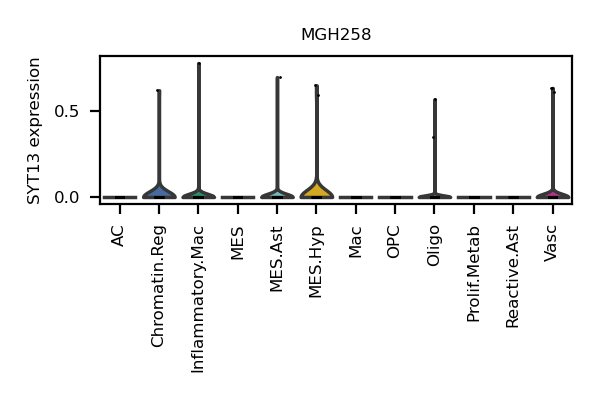 MGH258
SYT13 expression
0.5
0.0
AC
Chromatin.Reg
Inflammatory.Mac
MES
MES.Ast
MES.Hyp
Mac
OPC
Oligo
Prolif.Metab
Reactive.Ast
Vasc